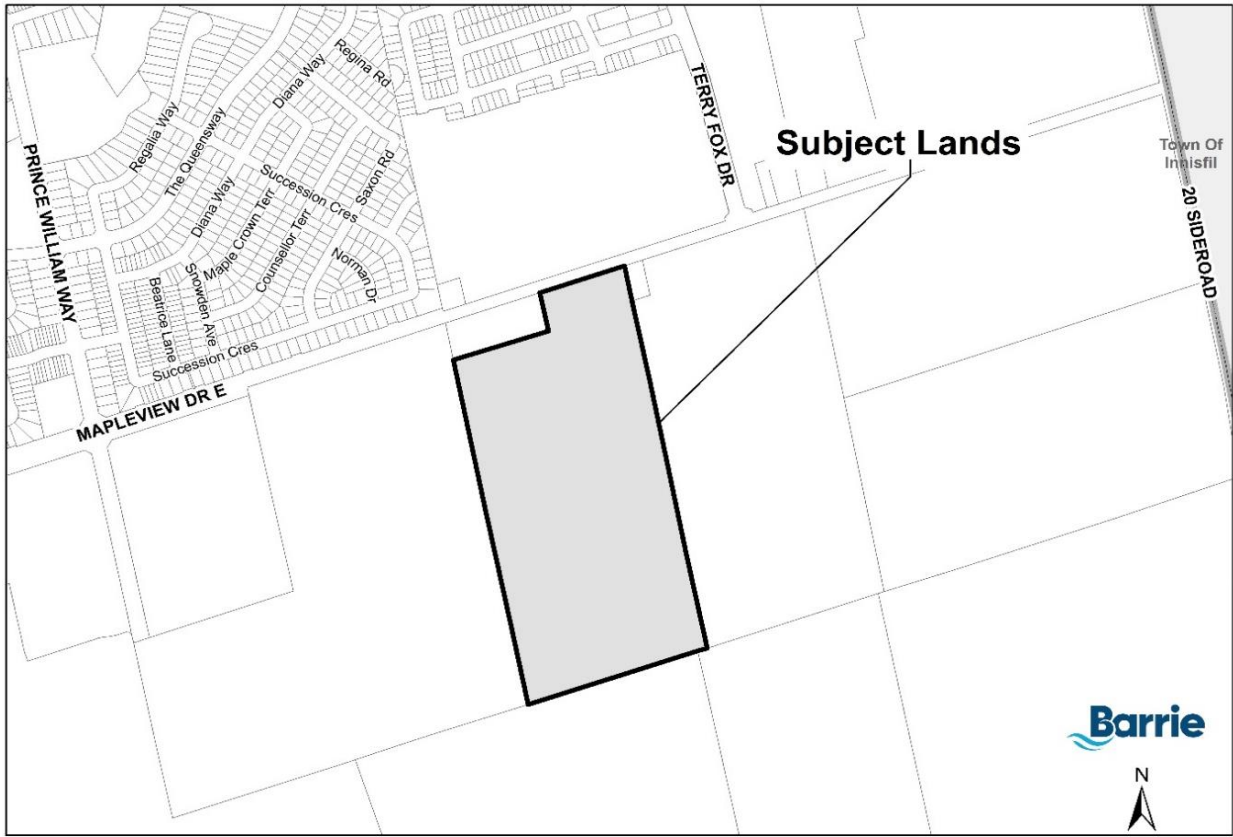 Regina Rd
Diana Way
Regalia Way
The Queensway
TERRY FOX DR
Subject Lands
Town Of
Innisfil
PRINCE WILLIAM WAY
Saxon Rd
Succession Cres
Diana Way
Maple Crown Terr
Counsellor Terr
20 SIDEROAD
Norman Dr
Snowden Ave
Beatrice Lane
Succession Cres
MAPLEVIEW DR E
Barrie
N